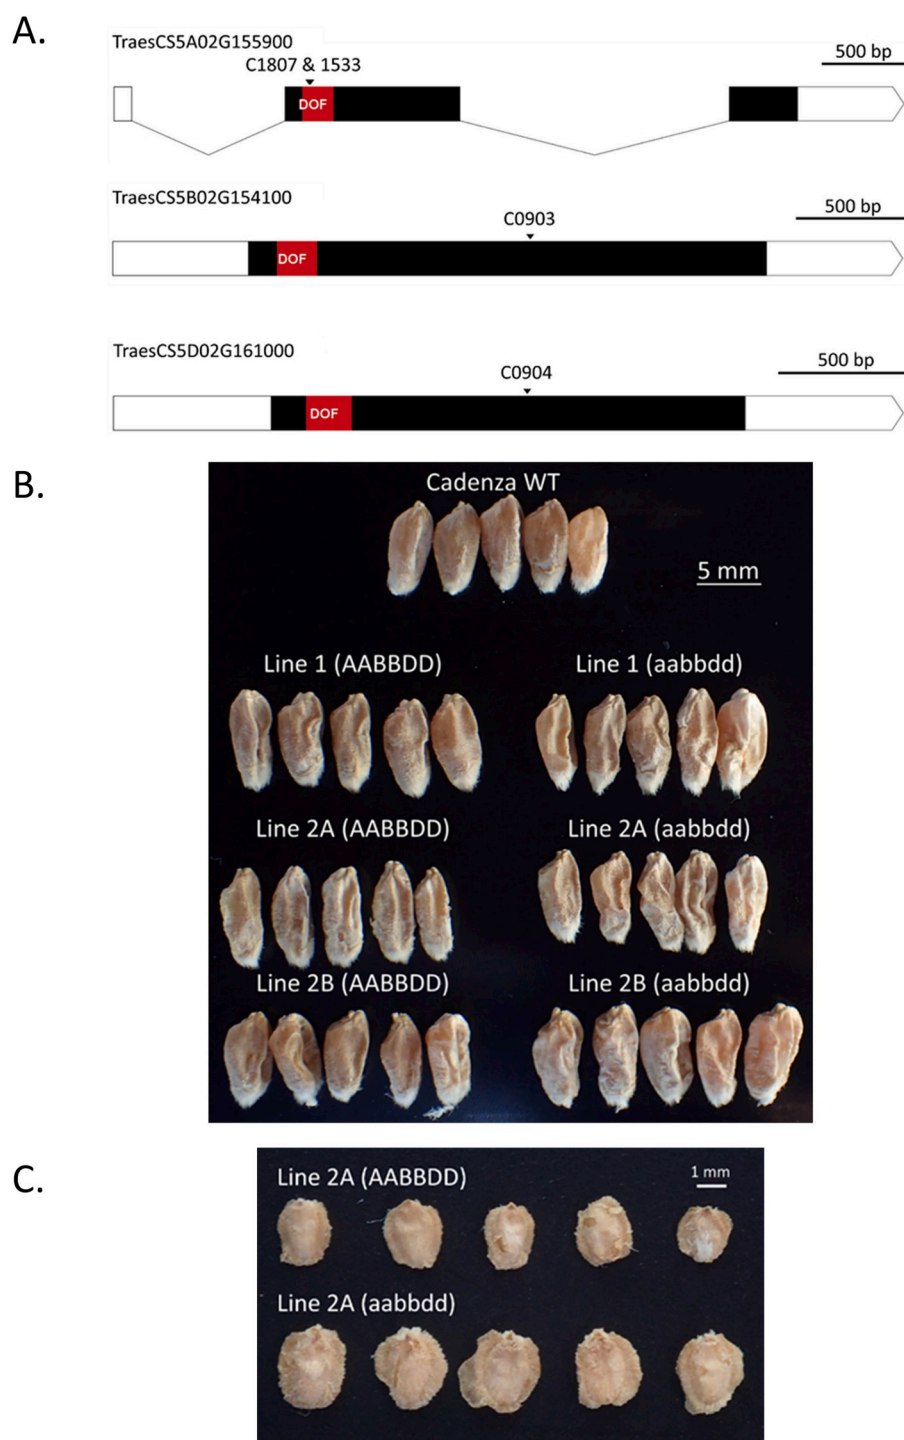 A.
TraesCS5A02G155900
500 bp
C1807 & 1533
DOF
TraesCS5B02G154100
500 bp
C0903
DOF
TraesCS5D02G161000
500 bp
C0904
DOF
B.
Cadenza WT
5 mm
Line 1 (AABBDD)
Line 1 (aabbdd)
Line 2A (AABBDD)
Line 2A (aabbdd)
Line 2B (AABBDD)
Line 2B (aabbdd)
C.
Line 2A (AABBDD)
1 mm
Line 2A (aabbdd)